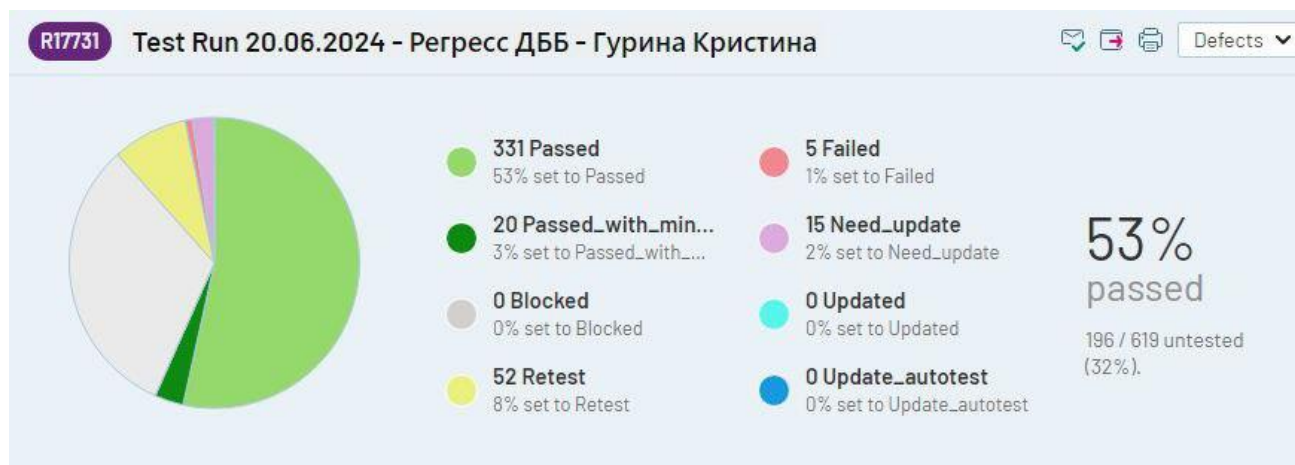 R17731 Test Run 20.06.2024 - Регресс ДББ - Гурина Кристина
Defects
331 Passed
53% set to Passed
20 Passed_with_min...
3% set to Passed_with_...
0 Blocked
0% set to Blocked
52 Retest
8% set to Retest
5 Failed
1% set to Failed
15 Need_update
2% set to Need_update
0 Updated
0% set to Updated
0 Update_autotest
0% set to Update_autotest
53%
passed
196 / 619 untested
(32%).